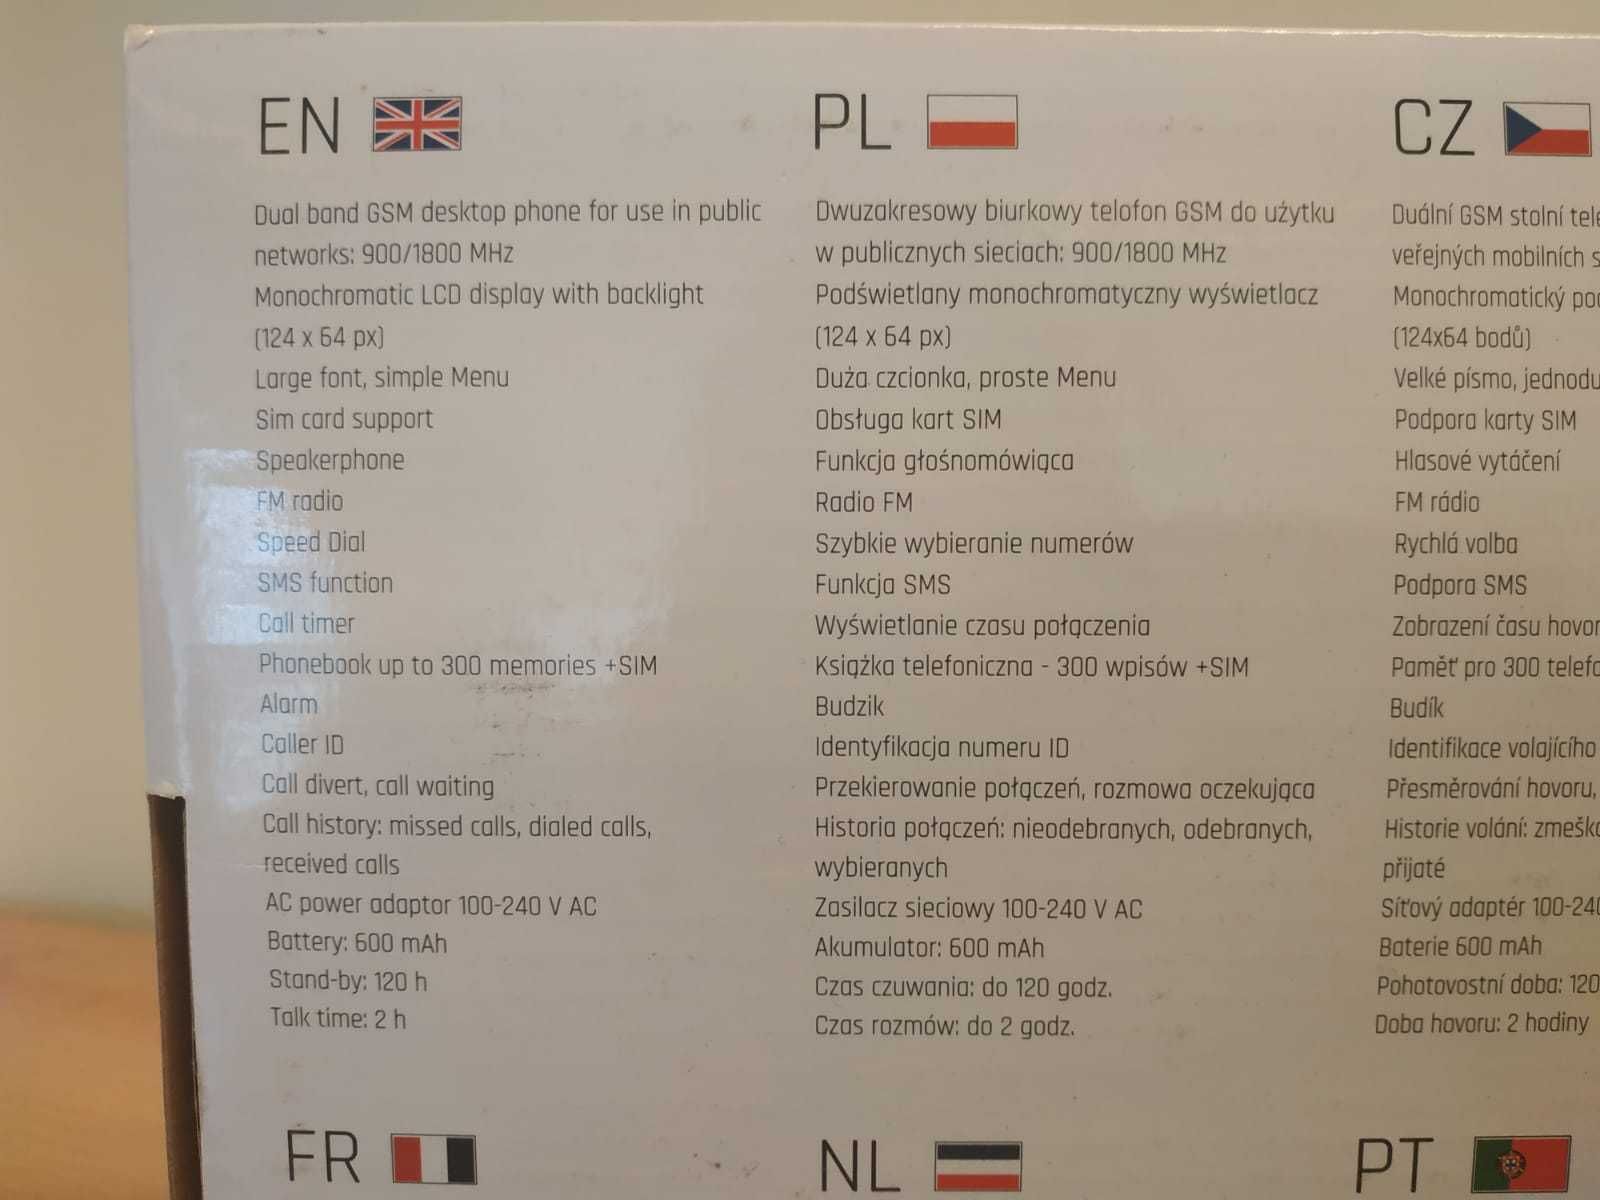 EN
Dual band GSM desktop phone for use in public
networks: 900/1800 MHz
Monochromatic LCD display with backlight
(124 x 64 px)
Large font, simple Menu
Sim card support
Speakerphone
FM radio
Speed Dial
SMS function
Call timer
Phonebook up to 300 memories +SIM
Alarm
Caller ID
Call divert, call waiting
Call history: missed calls, dialed calls,
received calls
AC power adaptor 100-240 V AC
Battery: 600 mAh
Stand-by: 120 h
Talk time: 2 h
PL
Dwuzakresowy biurkowy telofon GSM do użytku
w publicznych sieciach: 900/1800 MHz
Podświetlany monochromatyczny wyświetlacz
(124 x 64 px)
Duża czcionka, proste Menu
Obsługa kart SIM
Funkcja głośnomówiąca
Radio FM
Szybkie wybieranie numerów
Funkcja SMS
Wyświetlanie czasu połączenia
Książka telefoniczna - 300 wpisów +SIM
Budzik
Identyfikacja numeru ID
Przekierowanie połączeń, rozmowa oczekująca
Historia połączeń: nieodebranych, odebranych,
wybieranych
Zasilacz sieciowy 100-240 V AC
Akumulator: 600 mAh
Czas czuwania: do 120 godz.
Czas rozmów: do 2 godz.
CZ
Duální GSM stolní
veřejných mobilních
Monochromatický
(124x64 bodů)
Velké písmo,
Podpora karty SIM
Hlasové vytáčení
FM rádio
Rychlá volba
Podpora SMS
Zobrazení času
Paměť pro 300
Budík
Identifikace volajícího
Přesměrování hovoru,
Historie volání:
přijaté
Síťový adaptér
Baterie 600 mAh
Pohotovostní doba: 120
Doba hovoru: 2 hodiny
FR
NL
PT